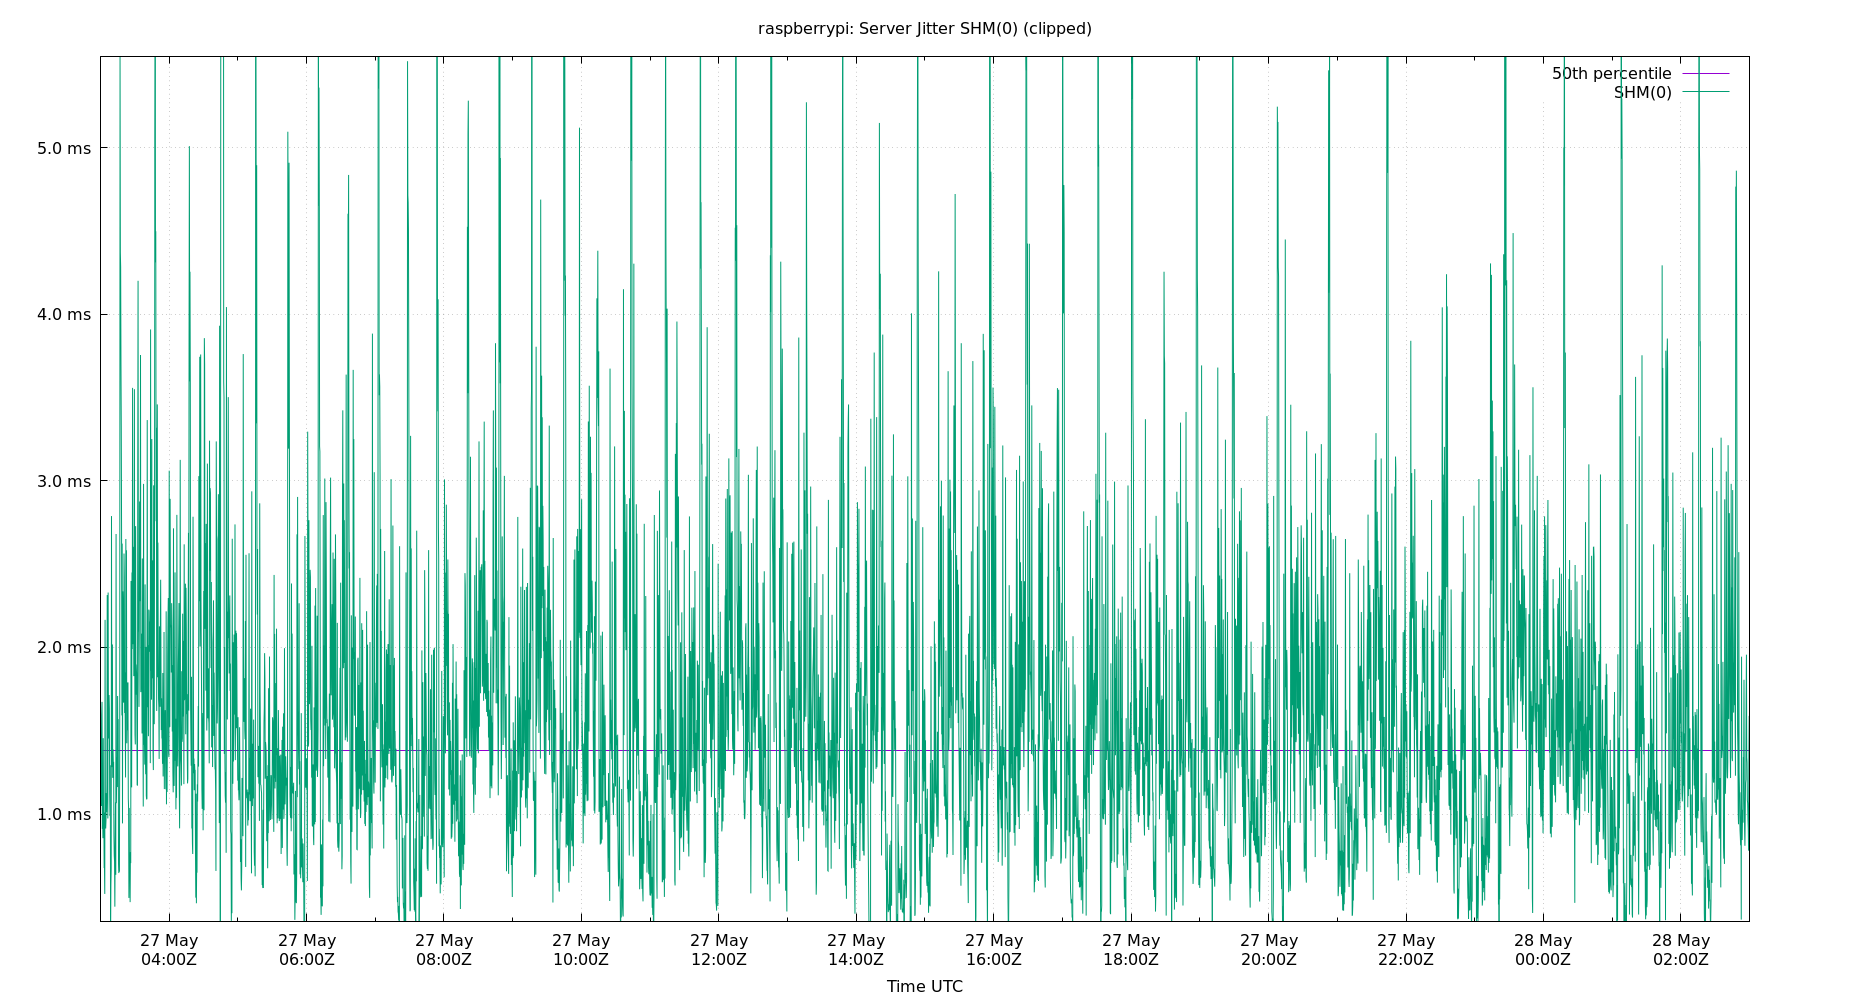 raspberrypi: Server Jitter SHM(0) (clipped)
50th percentile
SHM(0)
5.0 ms
4.0 ms
3.0 ms
2.0 ms
1.0 ms
27 May 27 May 27 May 27 May 27 May 27 May 27 May 27 May 27 May 27 May 28 May 28 May
04:00Z 06:00Z 08:00Z 10:00Z 12:00Z 14:00Z 16:00Z 18:00Z 20:00Z 22:00Z 00:00Z 02:00Z
Time UTC